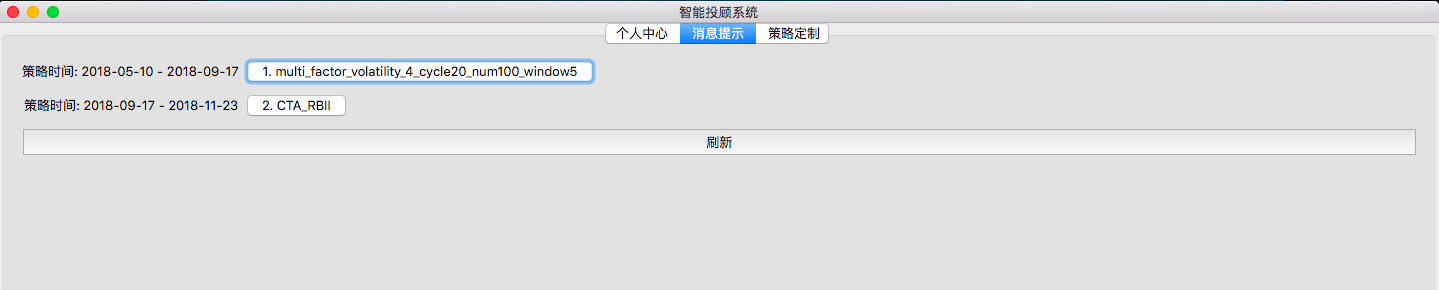 智能投顾系统
个人中心 消息提示 策略定制
策略时间: 2018-05-10 - 2018-09-17 1. multi_factor_volatility_4_cycle20_num100_window5
策略时间: 2018-09-17 - 2018-11-23 2. CTA_RBII
刷新